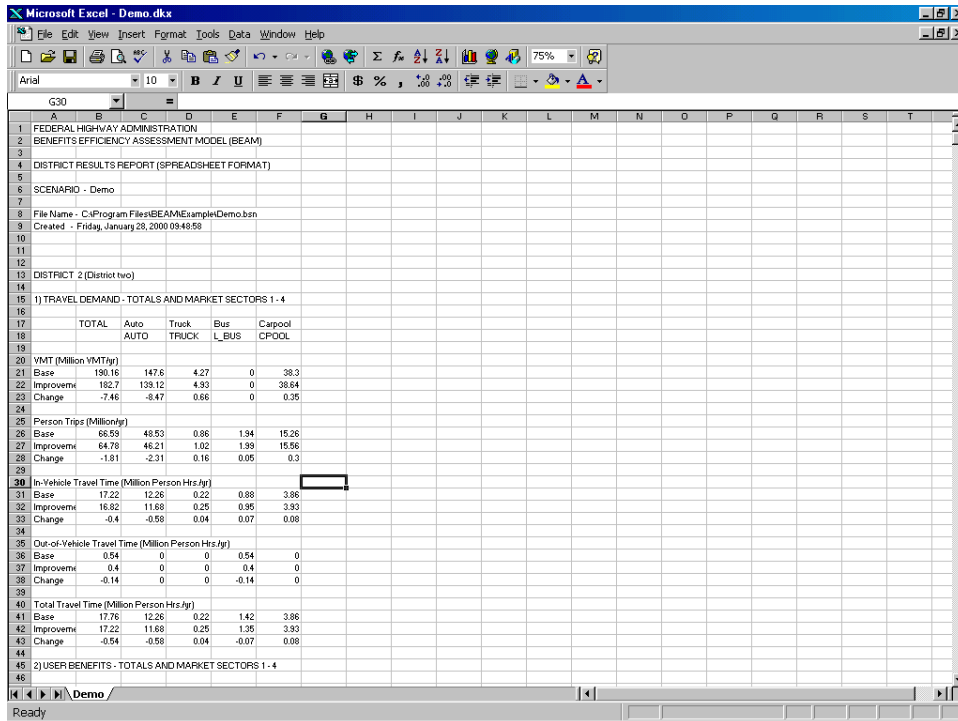 Microsoft Excel - Demo.dkx
File Edit View Insert Format Tools Data Window Help
75%
Arial 10 B I U $ % ,
G30 =
A B C D E F G H I J K L M N O P Q R S T
1 FEDERAL HIGHWAY ADMINISTRATION
2 BENEFITS EFFICIENCY ASSESSMENT MODEL (BEAM)
3
4 DISTRICT RESULTS REPORT (SPREADSHEET FORMAT)
5
6 SCENARIO - Demo
7
8 File Name - C:\Program Files\BEAM\Example\Demo.bsn
9 Created - Friday, January 28, 2000 09:48:58
10
11
12
13 DISTRICT 2 (District two)
14
15 1) TRAVEL DEMAND - TOTALS AND MARKET SECTORS 1 - 4
16
17 TOTAL Auto Truck Bus Carpool
18 AUTO TRUCK L_BUS CPOOL
19
20 VMT (Million VMT/yr)
21 Base 190.16 147.6 4.27 0 38.3
22 Improveme 182.7 139.12 4.93 0 38.64
23 Change -7.46 -8.47 0.66 0 0.35
24
25 Person Trips (Million/yr)
26 Base 66.59 48.53 0.86 1.94 15.26
27 Improveme 64.78 46.21 1.02 1.99 15.56
28 Change -1.81 -2.31 0.16 0.05 0.3
29
30 In-Vehicle Travel Time (Million Person Hrs./yr)
31 Base 17.22 12.26 0.22 0.88 3.86
32 Improveme 16.82 11.68 0.25 0.95 3.93
33 Change -0.4 -0.58 0.04 0.07 0.08
34
35 Out-of-Vehicle Travel Time (Million Person Hrs./yr)
36 Base 0.54 0 0 0.54 0
37 Improveme 0.4 0 0 0.4 0
38 Change -0.14 0 0 -0.14 0
39
40 Total Travel Time (Million Person Hrs./yr)
41 Base 17.76 12.26 0.22 1.42 3.86
42 Improveme 17.22 11.68 0.25 1.35 3.93
43 Change -0.54 -0.58 0.04 -0.07 0.08
44
45 2) USER BENEFITS - TOTALS AND MARKET SECTORS 1 - 4
46
Demo
Ready